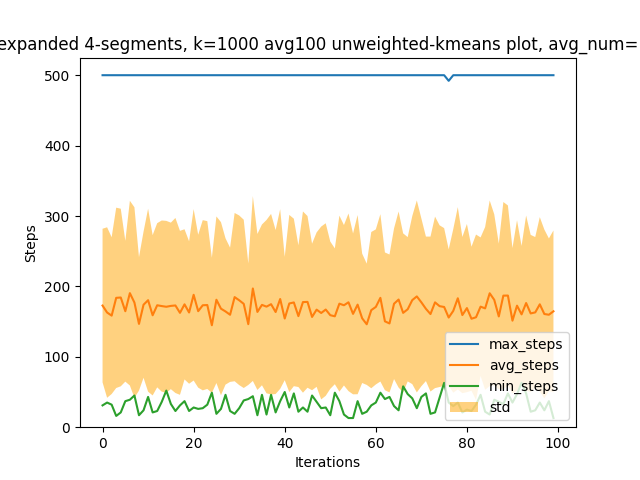 expanded 4-segments, k=1000 avg100 unweighted-kmeans plot, avg_num=
Steps
500
400
300
200
100
0
0 20 40 60 80 100
Iterations
max_steps
avg_steps
min_steps
std